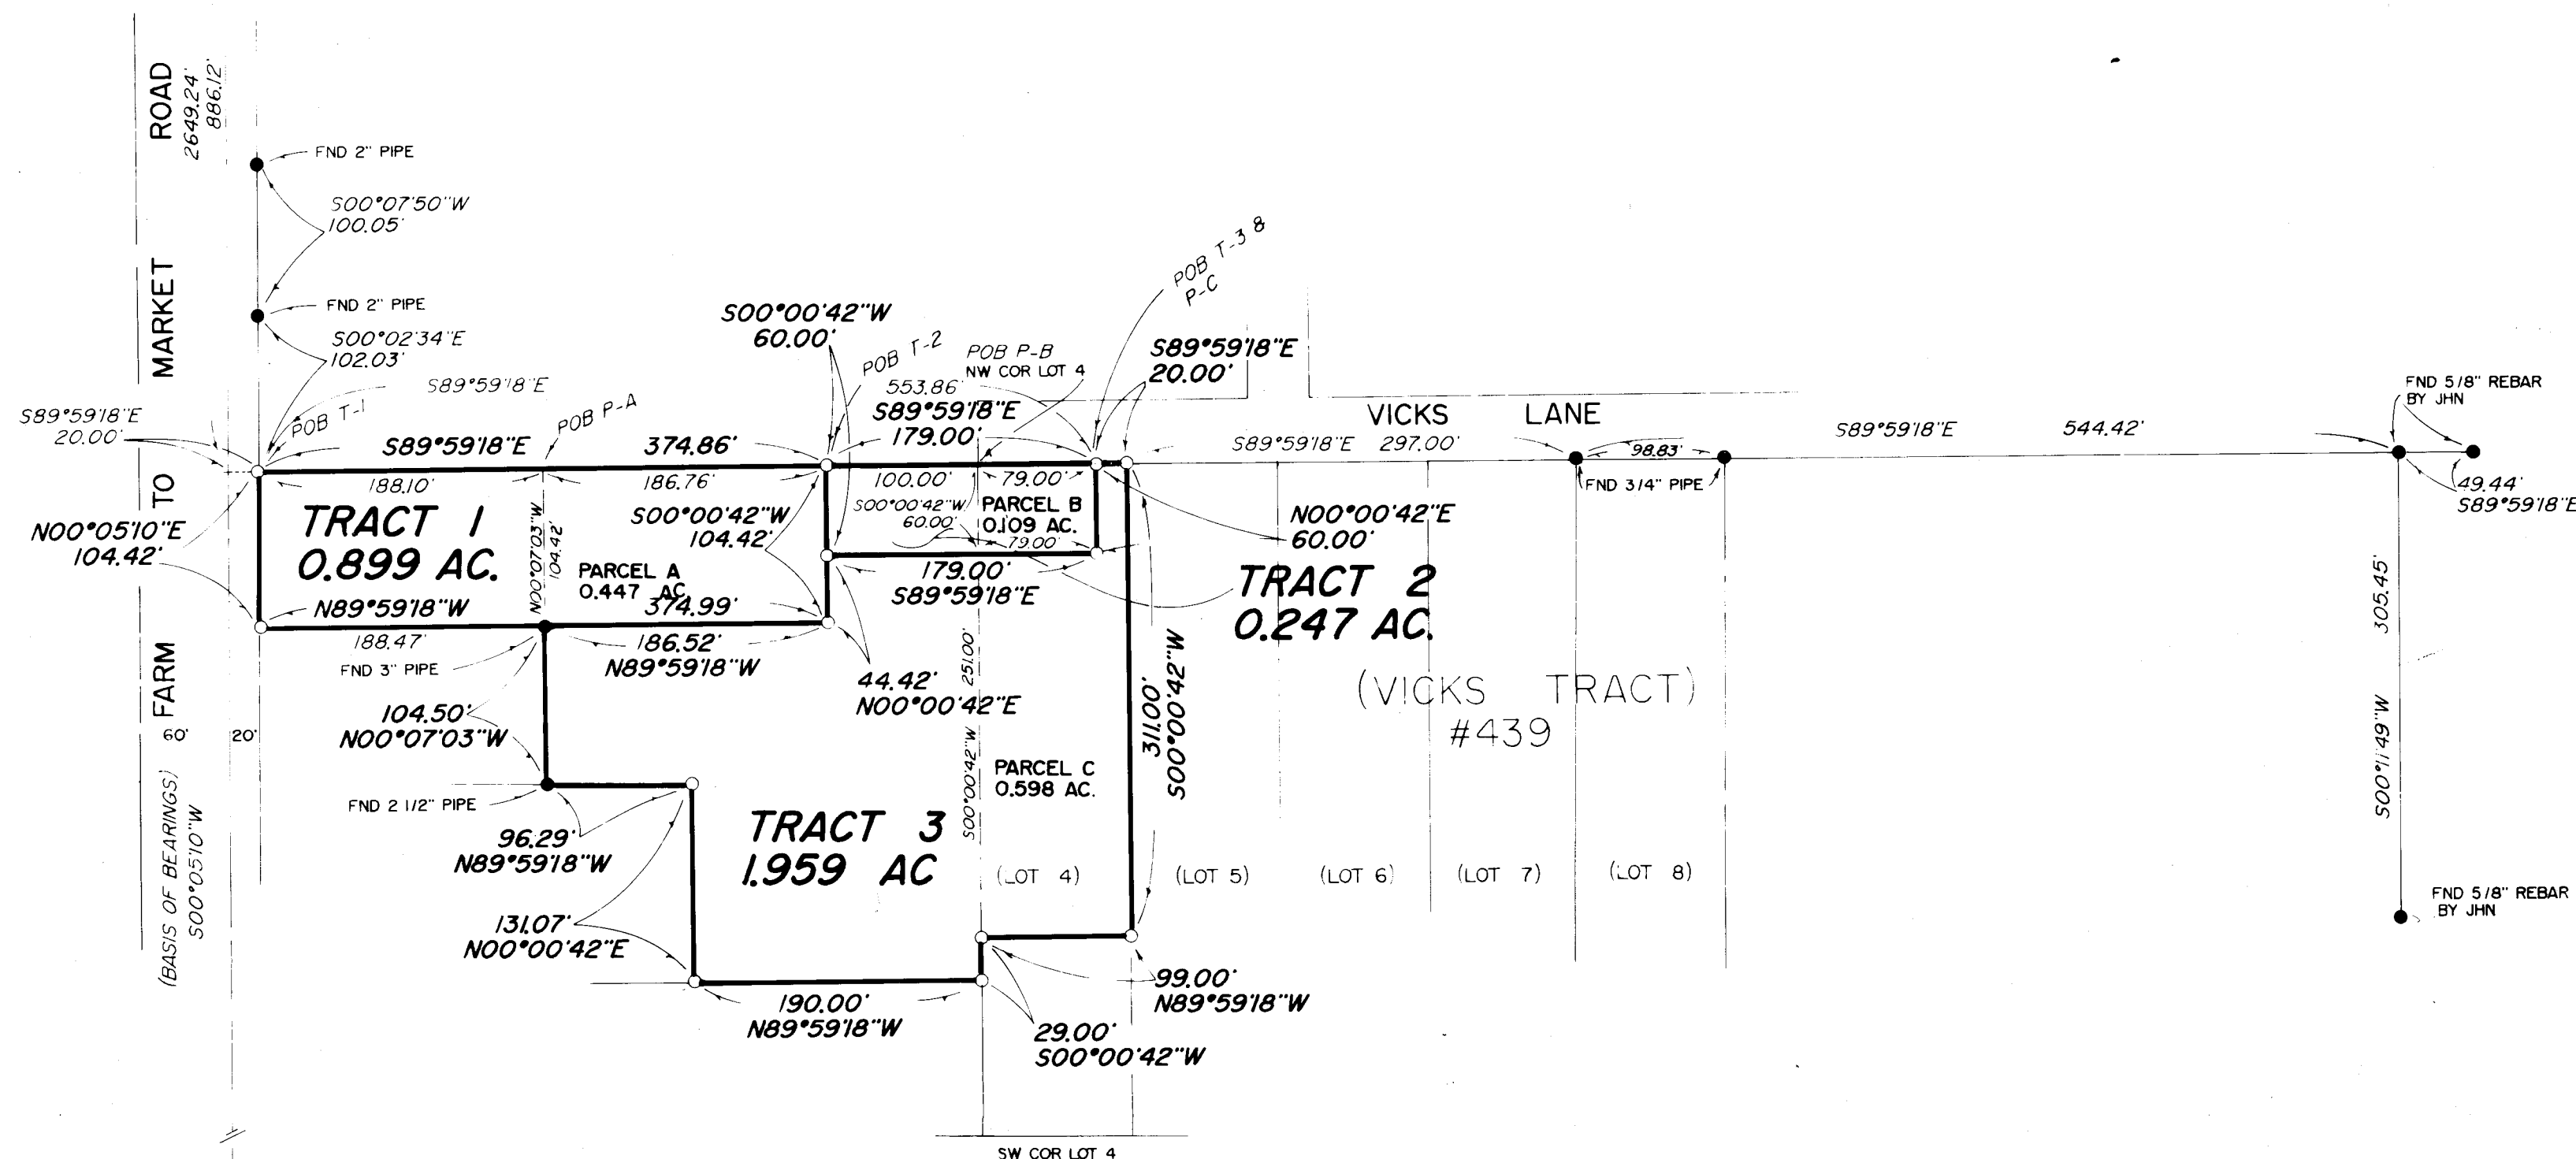 FARM TO MARKET ROAD
2649.24'
886.12'
FND 2" PIPE
S00°07'50"W
100.05'
FND 2" PIPE
S00°02'34"E
102.03'
S89°59'18"E
S89°59'18"E
20.00'
POB T-1
S89°59'18"E
POB P-A
374.86'
188.10'
186.76'
N00°05'10"E
104.42'
TRACT 1
0.899 AC.
N00°07'03"W
104.42'
PARCEL A
0.447 AC.
S00°00'42"W
104.42'
N89°59'18"W
374.99'
188.47'
186.52'
N89°59'18"W
S00°00'42"W
60.00'
POB T-2
POB P-B
NW COR LOT 4
553.86'
S89°59'18"E
179.00'
POB T-3 &
P-C
S89°59'18"E
20.00'
100.00'
79.00'
S00°00'42"W
60.00'
PARCEL B
0.109 AC.
79.00'
179.00'
S89°59'18"E
N00°00'42"E
60.00'
TRACT 2
0.247 AC.
VICKS LANE
S89°59'18"E 297.00'
98.83'
FND 3/4" PIPE
S89°59'18"E 544.42'
FND 5/8" REBAR
BY JHN
49.44'
S89°59'18"E
S00°11'49"W 305.45'
FND 5/8" REBAR
BY JHN
FND 3" PIPE
104.50'
N00°07'03"W
60' 20'
(BASIS OF BEARINGS)
S00°05'10"W
FND 2 1/2" PIPE
96.29'
N89°59'18"W
131.07'
N00°00'42"E
44.42'
N00°00'42"E
S00°00'42"W 251.00'
311.00'
S00°00'42"W
(VICKS TRACT)
#439
PARCEL C
0.598 AC.
TRACT 3
1.959 AC
(LOT 4)
(LOT 5)
(LOT 6)
(LOT 7)
(LOT 8)
190.00'
N89°59'18"W
99.00'
N89°59'18"W
29.00'
S00°00'42"W
SW COR LOT 4